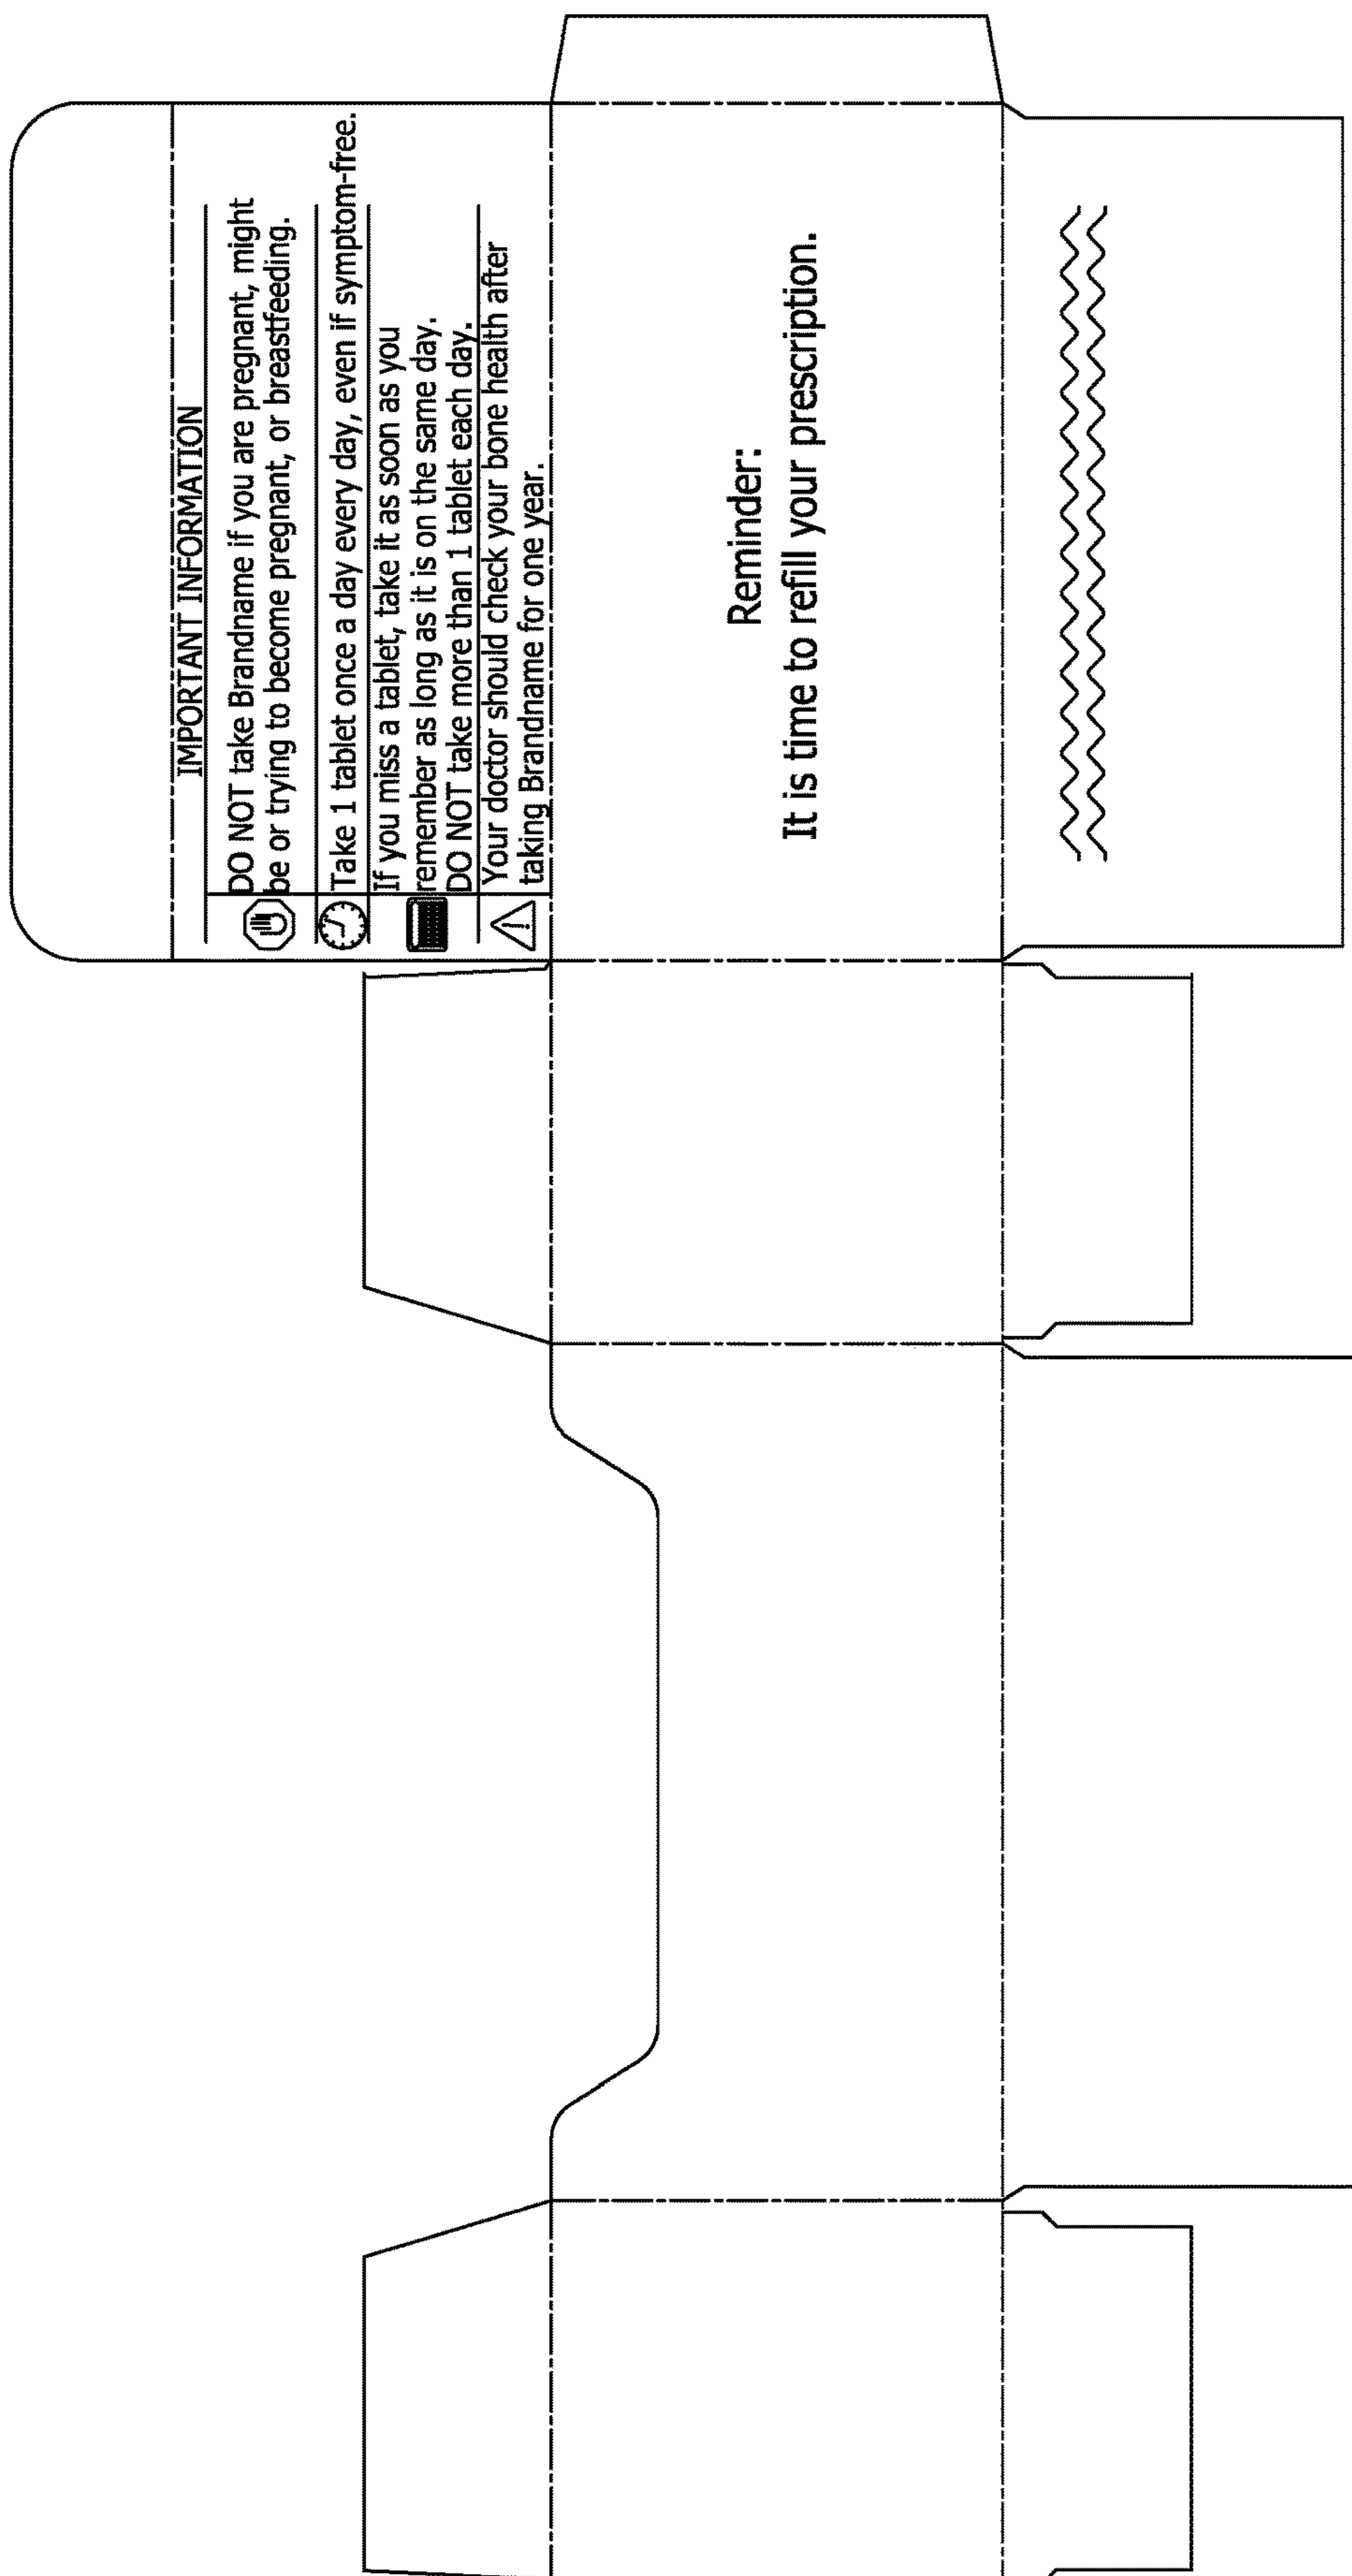 IMPORTANT INFORMATION
DO NOT take Brandname if you are pregnant, might
be or trying to become pregnant, or breastfeeding.
Take 1 tablet once a day every day, even if symptom-free.
If you miss a tablet, take it as soon as you
remember as long as it is on the same day.
DO NOT take more than 1 tablet each day.
Your doctor should check your bone health after
taking Brandname for one year.
Reminder:
It is time to refill your prescription.